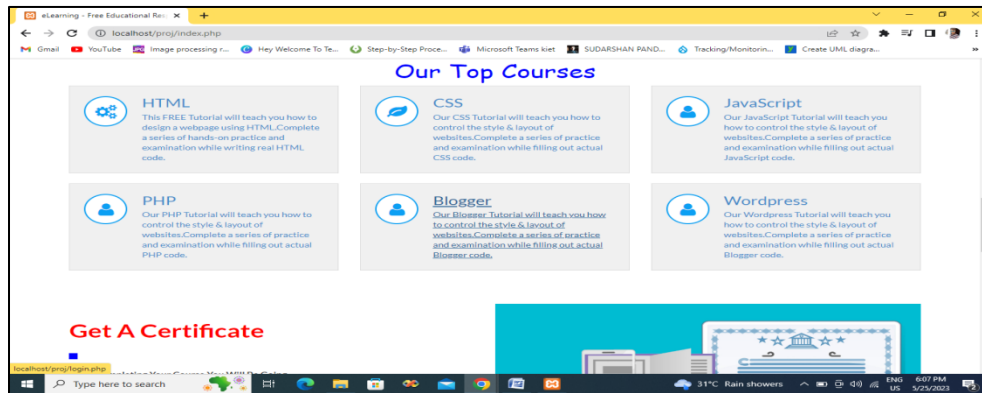 eLearning - Free Educational Res
localhost/proj/index.php
Gmail YouTube Image processing r... Hey Welcome To Te... Step-by-Step Proce... Microsoft Teams kiet SUDARSHAN PAND... Tracking/Monitorin... Create UML diagra...
Our Top Courses
HTML
This FREE Tutorial will teach you how to
design a webpage using HTML.Complete
a series of hands-on practice and
examination while writing real HTML
code.
CSS
Our CSS Tutorial will teach you how to
control the style & layout of
websites.Complete a series of practice
and examination while filling out actual
CSS code.
JavaScript
Our JavaScript Tutorial will teach you
how to control the style & layout of
websites.Complete a series of practice
and examination while filling out actual
JavaScript code.
PHP
Our PHP Tutorial will teach you how to
control the style & layout of
websites.Complete a series of practice
and examination while filling out actual
PHP code.
Blogger
Our Blogger Tutorial will teach you how
to control the style & layout of
websites.Complete a series of practice
and examination while filling out actual
Blogger code.
Wordpress
Our Wordpress Tutorial will teach you
how to control the style & layout of
websites.Complete a series of practice
and examination while filling out actual
Blogger code.
Get A Certificate
localhost/proj/login.php
Your Course You Will Be
Type here to search
31°C Rain showers
ENG
US
6:07 PM
5/25/2023
2